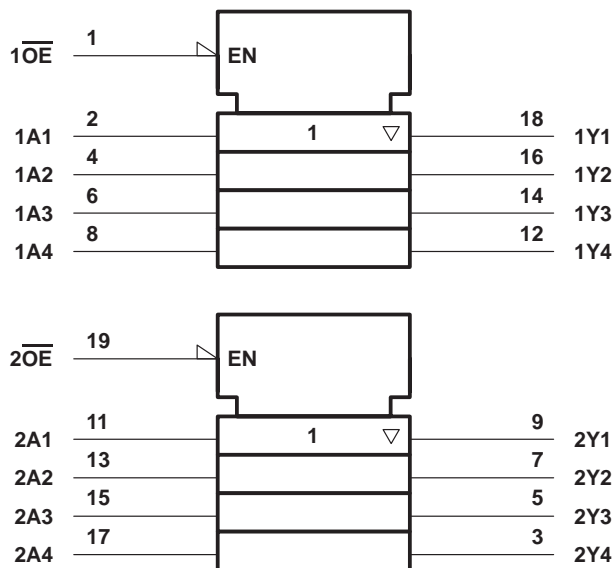 1O̅E̅ 1 EN
1A1 2 1 18 1Y1
1A2 4 16 1Y2
1A3 6 14 1Y3
1A4 8 12 1Y4
2O̅E̅ 19 EN
2A1 11 1 9 2Y1
2A2 13 7 2Y2
2A3 15 5 2Y3
2A4 17 3 2Y4